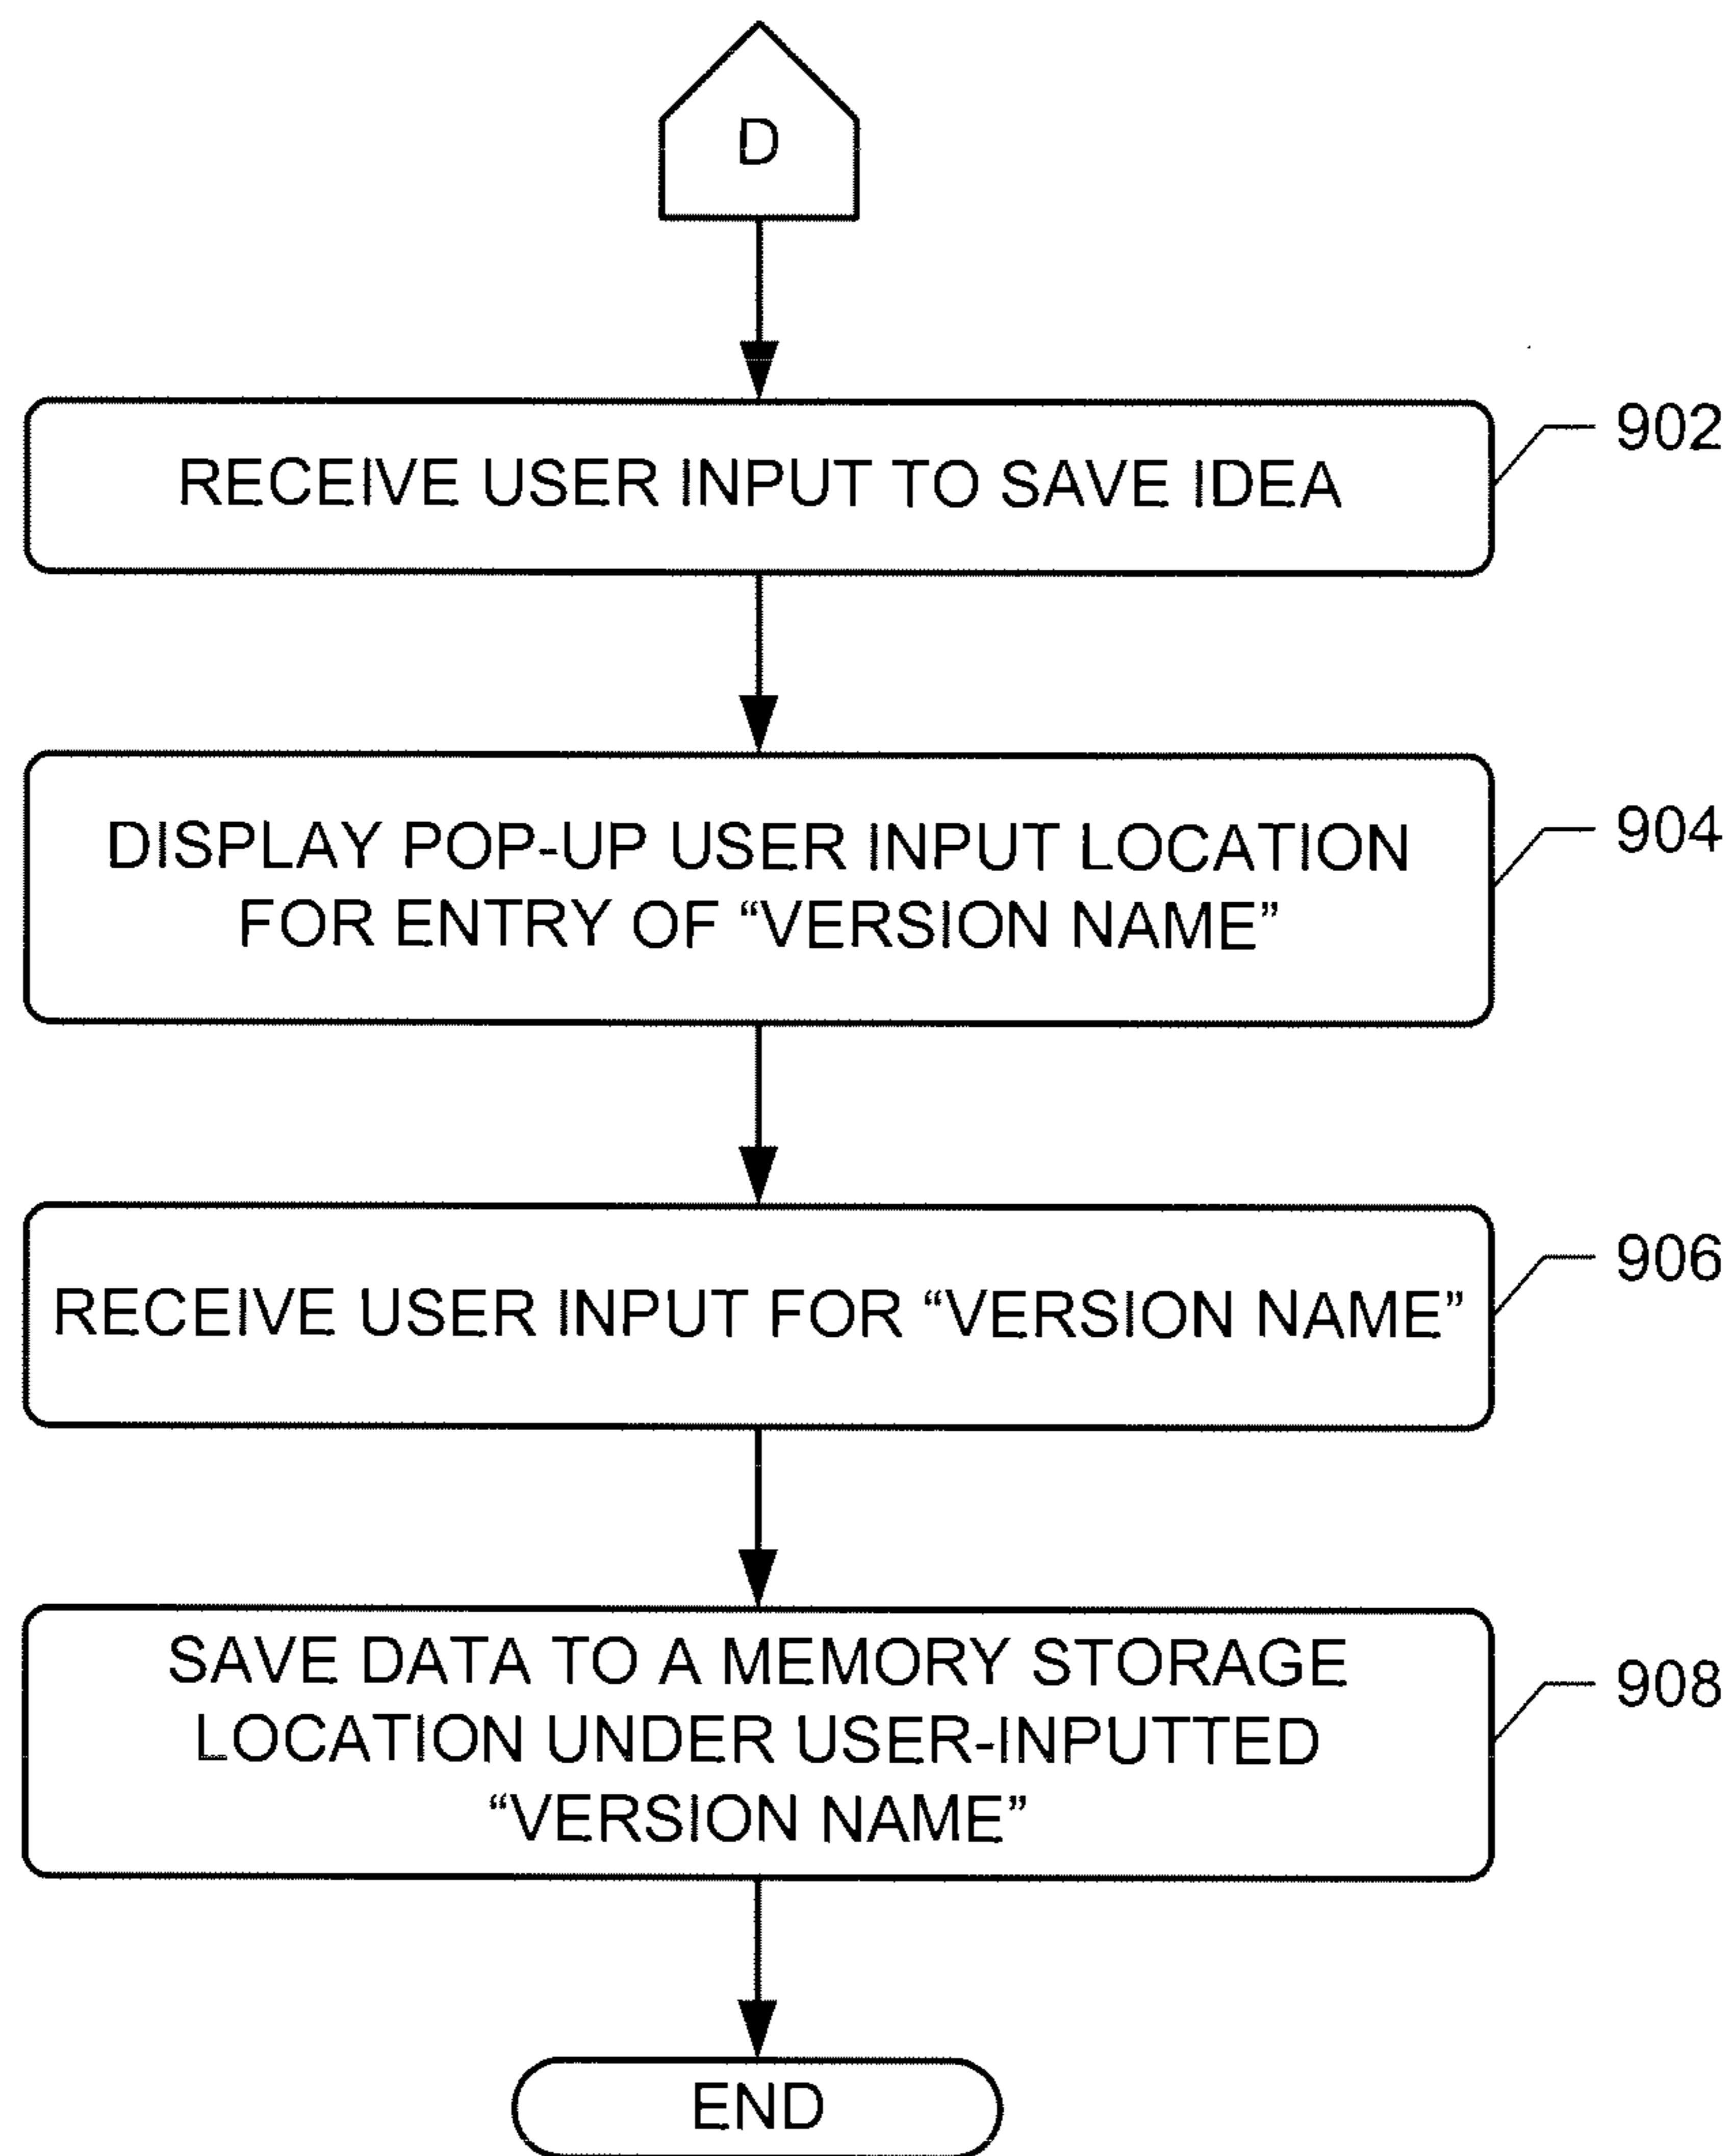 D
RECEIVE USER INPUT TO SAVE IDEA
902
DISPLAY POP-UP USER INPUT LOCATION
FOR ENTRY OF “VERSION NAME”
904
RECEIVE USER INPUT FOR “VERSION NAME”
906
SAVE DATA TO A MEMORY STORAGE
LOCATION UNDER USER-INPUTTED
“VERSION NAME”
908
END